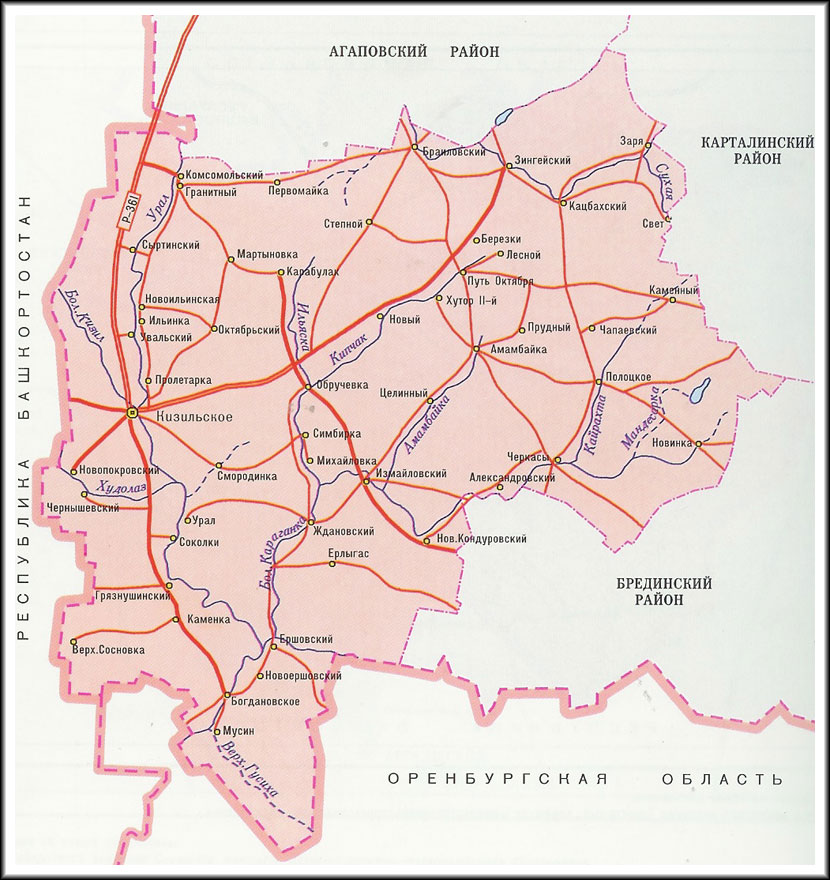 АГАПОВСКИЙ РАЙОН
КАРТАЛИНСКИЙ
РАЙОН
РЕСПУБЛИКА БАШКОРТОСТАН
БРЕДИНСКИЙ
РАЙОН
ОРЕНБУРГСКАЯ ОБЛАСТЬ
Р-361
Урал
Заря
Браиловский
Зингейский
Сухая
Комсомольский
Гранитный
Первомайка
Кацбахский
Степной
Свет
Сыртинский
Мартыновка
Березки
Лесной
Карабулак
Путь Октября
Бол.Кизил
Новоильинская
Каменный
Хутор II-й
Ильяска
Ильинка
Октябрьский
Новый
Прудный
Чапаевский
Увальский
Кипчак
Амамбайка
Пролетарка
Обручевка
Полоцкое
Целинный
Кизильское
Амамбайка
Кайрахта
Мандесарка
Симбирка
Новинка
Михайловка
Черкасы
Новопокровский
Смородинка
Измайловский
Александровский
Худолаз
Чернышевский
Урал
Ждановский
Соколки
Нов.Кондуровский
Бол.Караганка
Ерлыгас
Грязнушинский
Каменка
Ершовский
Верх.Сосновка
Новоершовский
Богдановское
Мусин
Верх.Гусиха